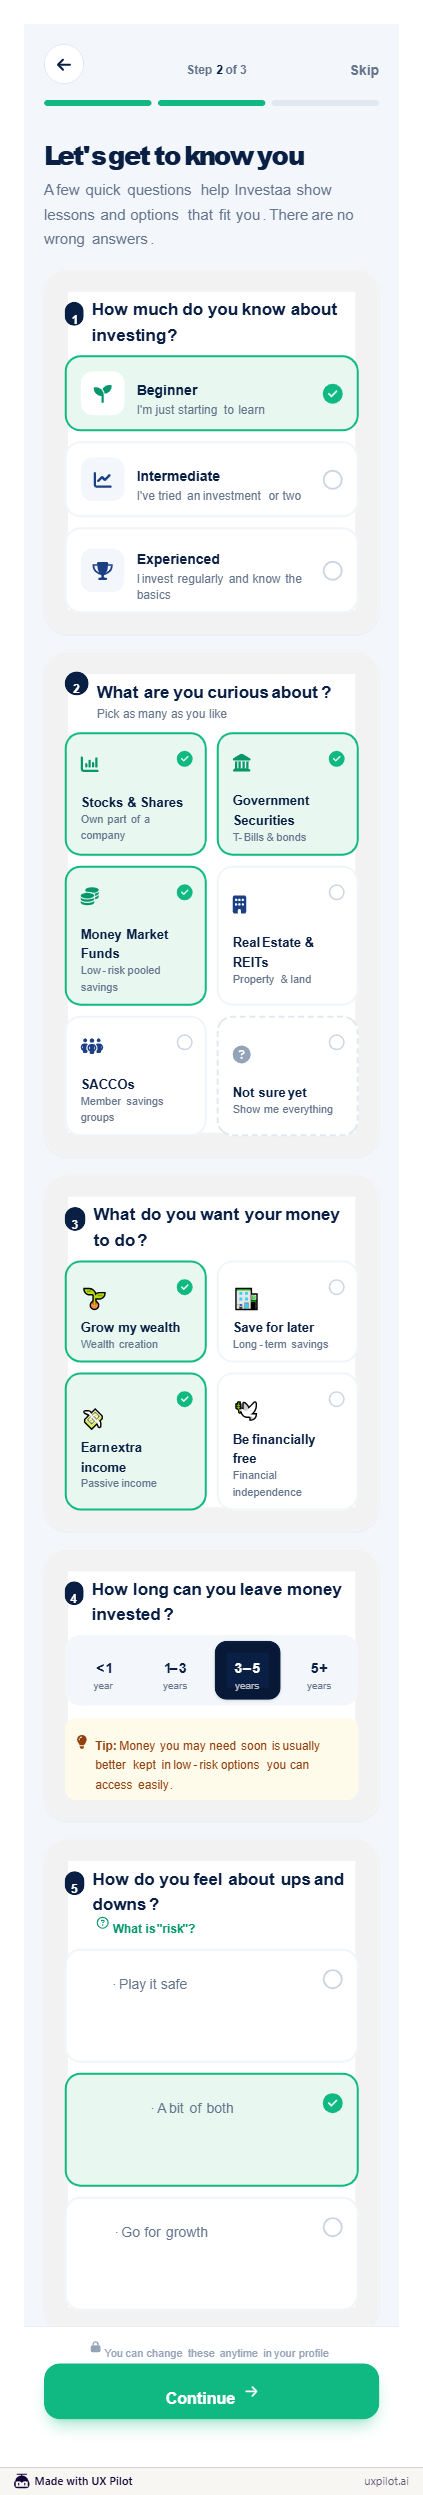 Step 2 of 3
Skip
Let's get to know you
A few quick questions help Investaa show
lessons and options that fit you. There are no
wrong answers.
1
How much do you know about
investing?
Beginner
I'm just starting to learn
Intermediate
I've tried an investment or two
Experienced
I invest regularly and know the
basics
2
What are you curious about?
Pick as many as you like
Stocks & Shares
Own part of a
company
Government
Securities
T-Bills & bonds
Money Market
Funds
Low-risk pooled
savings
Real Estate &
REITs
Property & land
SACCOs
Member savings
groups
?
Not sure yet
Show me everything
3
What do you want your money
to do?
Grow my wealth
Wealth creation
Save for later
Long-term savings
Earn extra
income
Passive income
Be financially
free
Financial
independence
4
How long can you leave money
invested?
<1
year
1–3
years
3–5
years
5+
years
Tip: Money you may need soon is usually
better kept in low-risk options you can
access easily.
5
How do you feel about ups and
downs?
? What is "risk"?
· Play it safe
· A bit of both
· Go for growth
You can change these anytime in your profile
Continue →
Made with UX Pilot
uxpilot.ai